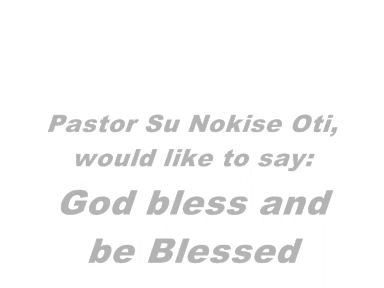 Pastor Su Nokise Oti,
would like to say:
God bless and
be Blessed